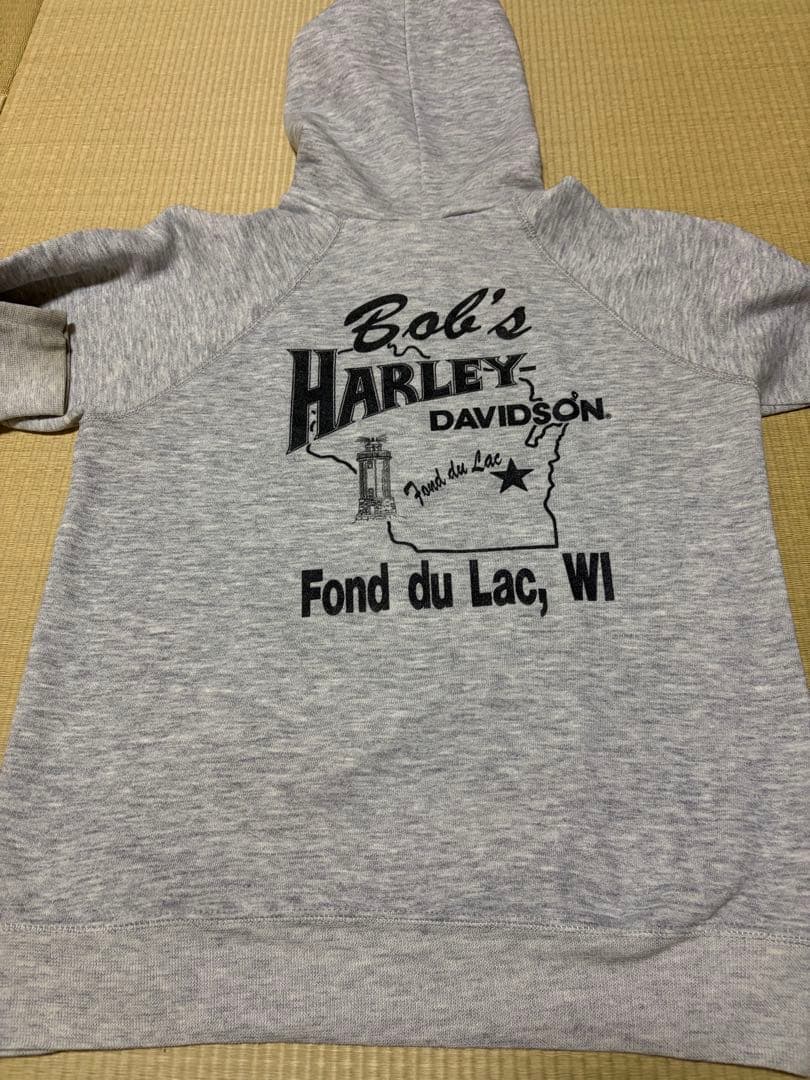 Bob's
HARLEY-
DAVIDSON®
Fond du Lac
Fond du Lac, WI